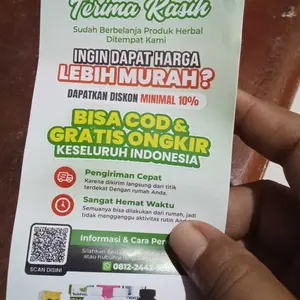 Terima Kasih
Sudah Berbelanja Produk Herbal
Ditempat Kami
INGIN DAPAT HARGA
LEBIH MURAH?
DAPATKAN DISKON MINIMAL 10%
BISA COD &
GRATIS ONGKIR
KESELURUH INDONESIA
Pengiriman Cepat
Karena dikirim langsung dari titik
terdekat Dengan rumah Anda.
Sangat Hemat Waktu
Semuanya bisa dilakukan dari rumah, jadi
tidak mengganggu aktivitas rutin Anda
Informasi & Cara
Silahkan
atau
0812-2442
SCAN DISINI